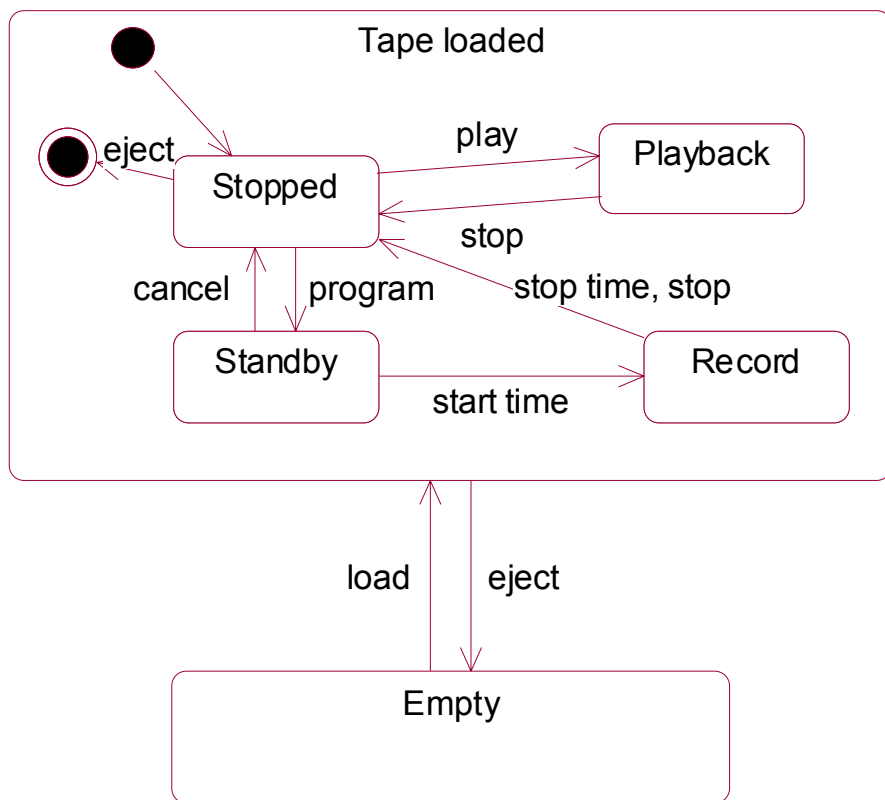 Tape loaded
eject
play
Playback
Stopped
stop
cancel
program
stop time, stop
Standby
Record
start time
load
eject
Empty